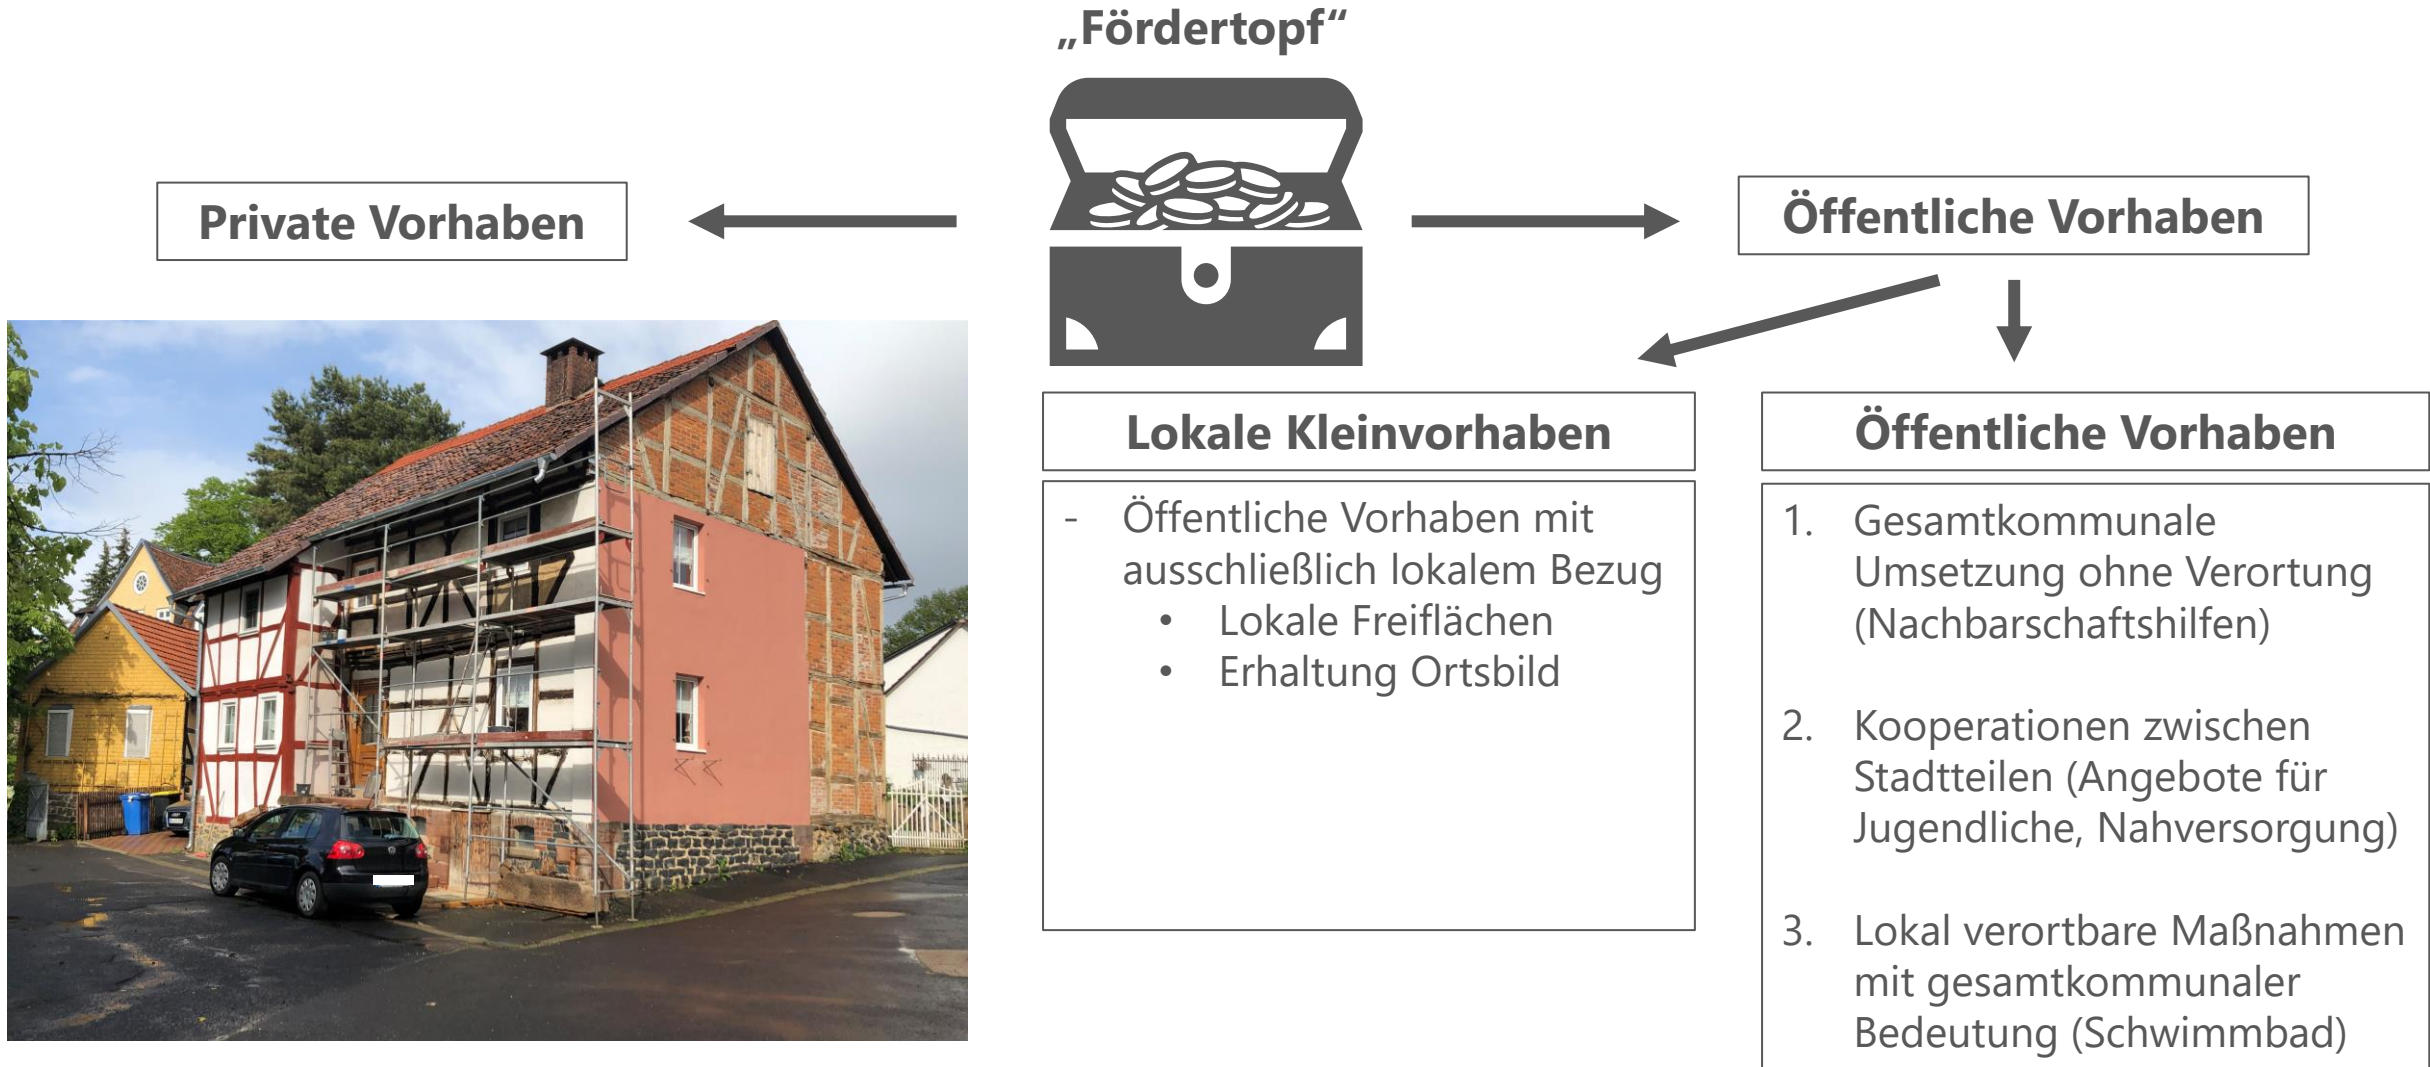 „Fördertopf“
Private Vorhaben
Öffentliche Vorhaben
Lokale Kleinvorhaben
- Öffentliche Vorhaben mit
ausschließlich lokalem Bezug
• Lokale Freiflächen
• Erhaltung Ortsbild
Öffentliche Vorhaben
1. Gesamtkommunale
Umsetzung ohne Verortung
(Nachbarschaftshilfen)
2. Kooperationen zwischen
Stadtteilen (Angebote für
Jugendliche, Nahversorgung)
3. Lokal verortbare Maßnahmen
mit gesamtkommunaler
Bedeutung (Schwimmbad)